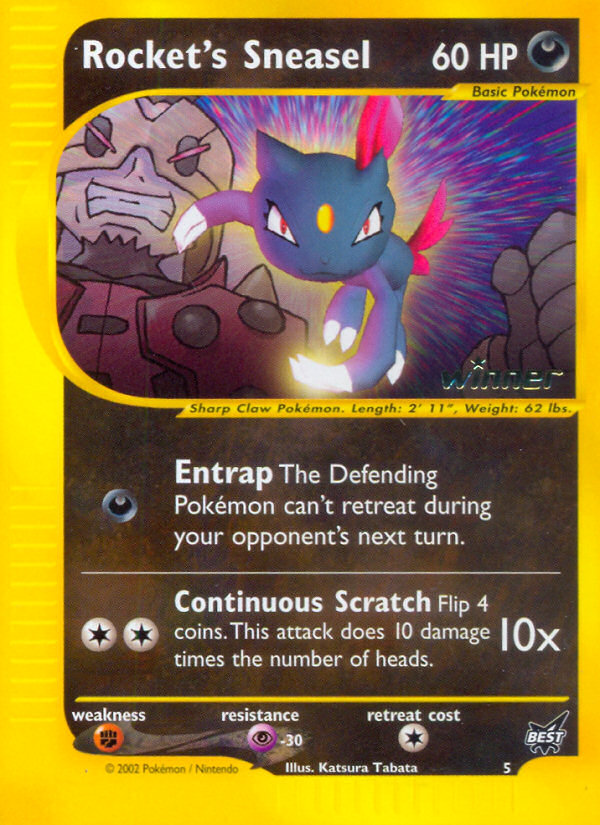 Rocket's Sneasel 60 HP
Basic Pokémon
winner
Sharp Claw Pokémon. Length: 2' 11", Weight: 62 lbs.
Entrap The Defending
Pokémon can't retreat during
your opponent's next turn.
Continuous Scratch Flip 4
coins. This attack does 10 damage 10x
times the number of heads.
weakness resistance retreat cost
-30
BEST
© 2002 Pokémon / Nintendo Illus. Katsura Tabata 5